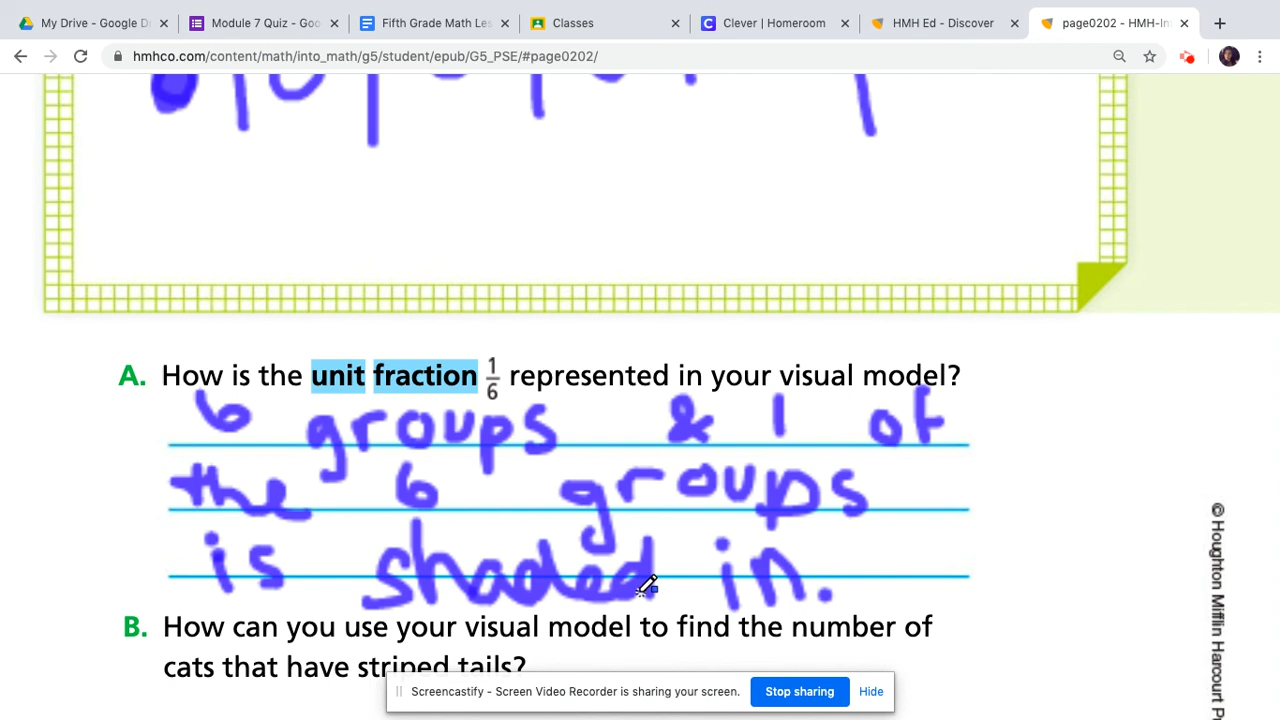 My Drive - Google D
Module 7 Quiz - Goo
Fifth Grade Math Les
Classes
Clever | Homeroom
HMH Ed - Discover
page0202 - HMH-In
hmhco.com/content/math/into_math/g5/student/epub/G5_PSE/#page0202/
A. How is the unit fraction 1/6 represented in your visual model?
6 groups & 1 of
the 6 groups
is shaded in.
B. How can you use your visual model to find the number of
cats that have striped tails?
© Houghton Mifflin Harcourt P
Screencastify - Screen Video Recorder is sharing your screen. Stop sharing Hide